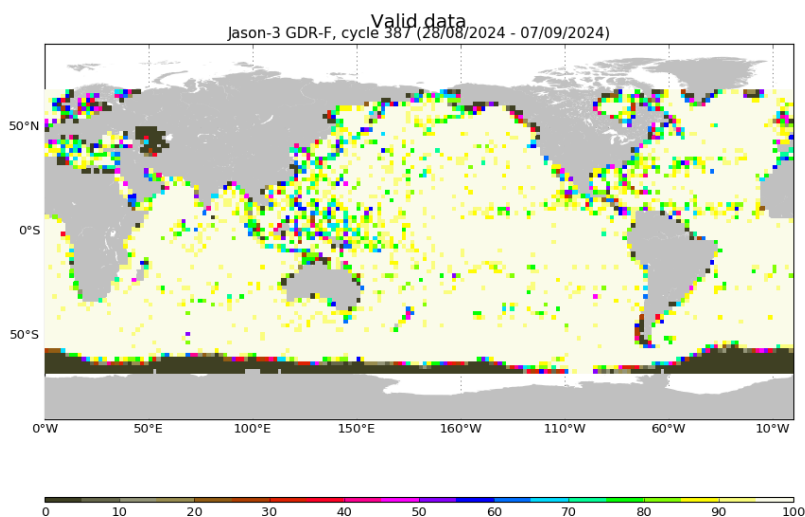 Valid data
Jason-3 GDR-F, cycle 387 (28/08/2024 - 07/09/2024)
50°N
0°S
50°S
0°W 50°E 100°E 150°E 160°W 110°W 60°W 10°W
0 10 20 30 40 50 60 70 80 90 100